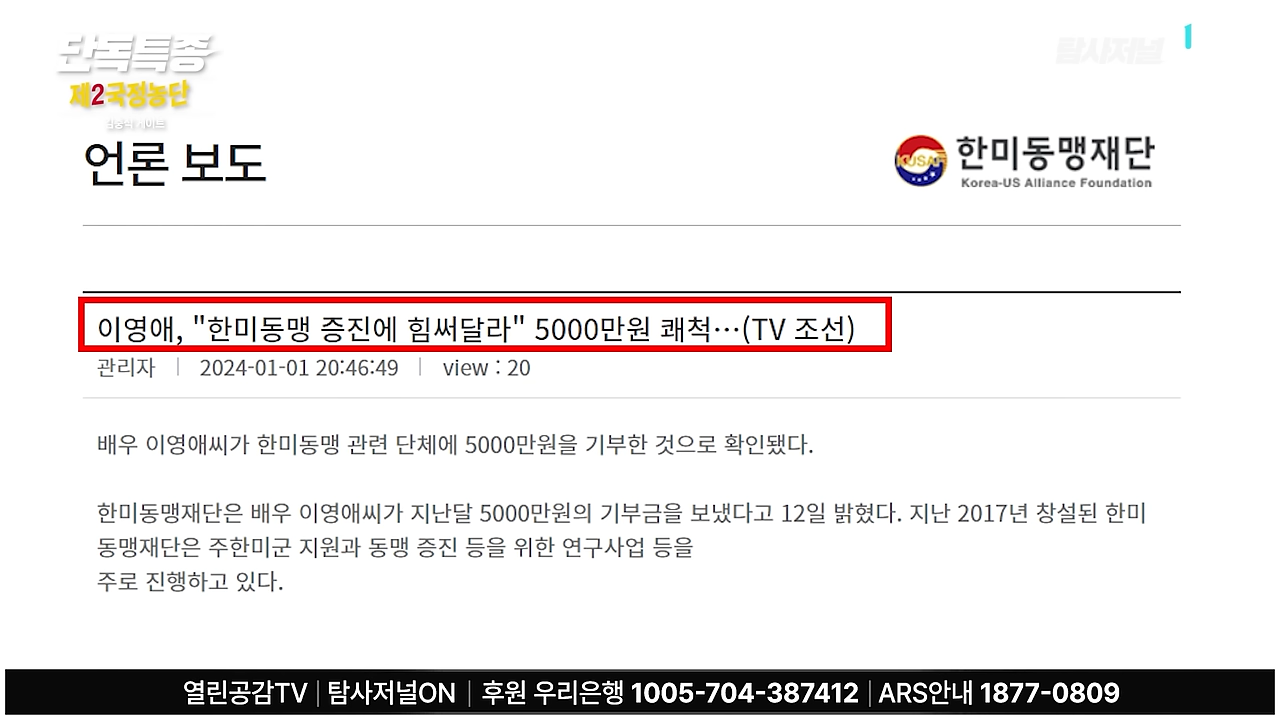 단독특종
탐사저널
1
제2국정농단
언론 보도
KUSAF
한미동맹재단
Korea-US Alliance Foundation
이영애, "한미동맹 증진에 힘써달라" 5000만원 쾌척…(TV 조선)
관리자 | 2024-01-01 20:46:49 | view : 20
배우 이영애씨가 한미동맹 관련 단체에 5000만원을 기부한 것으로 확인됐다.
한미동맹재단은 배우 이영애씨가 지난달 5000만원의 기부금을 보냈다고 12일 밝혔다. 지난 2017년 창설된 한미
동맹재단은 주한미군 지원과 동맹 증진 등을 위한 연구사업 등을
주로 진행하고 있다.
열린공감TV | 탐사저널ON | 후원 우리은행 1005-704-387412 | ARS안내 1877-0809